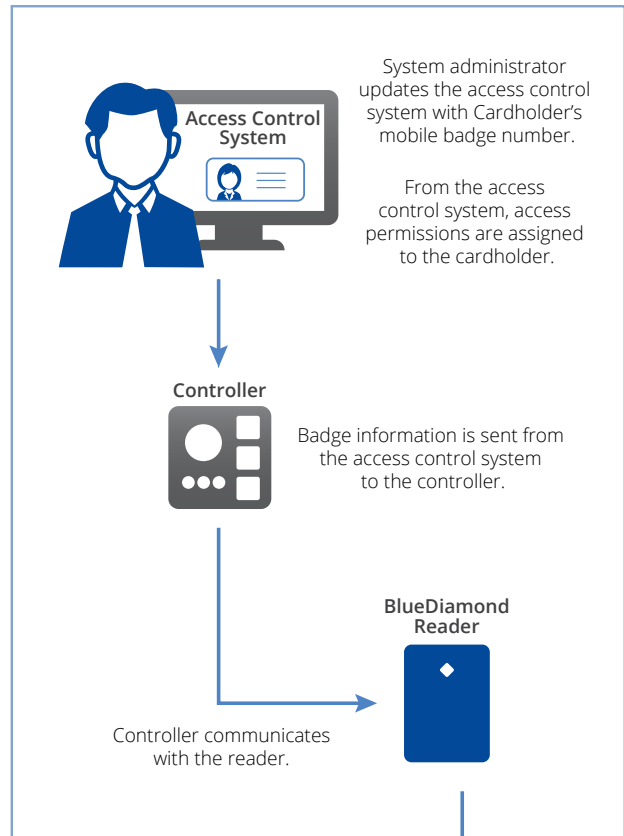 Access Control
System
System administrator
updates the access control
system with Cardholder’s
mobile badge number.
From the access
control system, access
permissions are assigned
to the cardholder.
Controller
Badge information is sent from
the access control system
to the controller.
BlueDiamond
Reader
Controller communicates
with the reader.